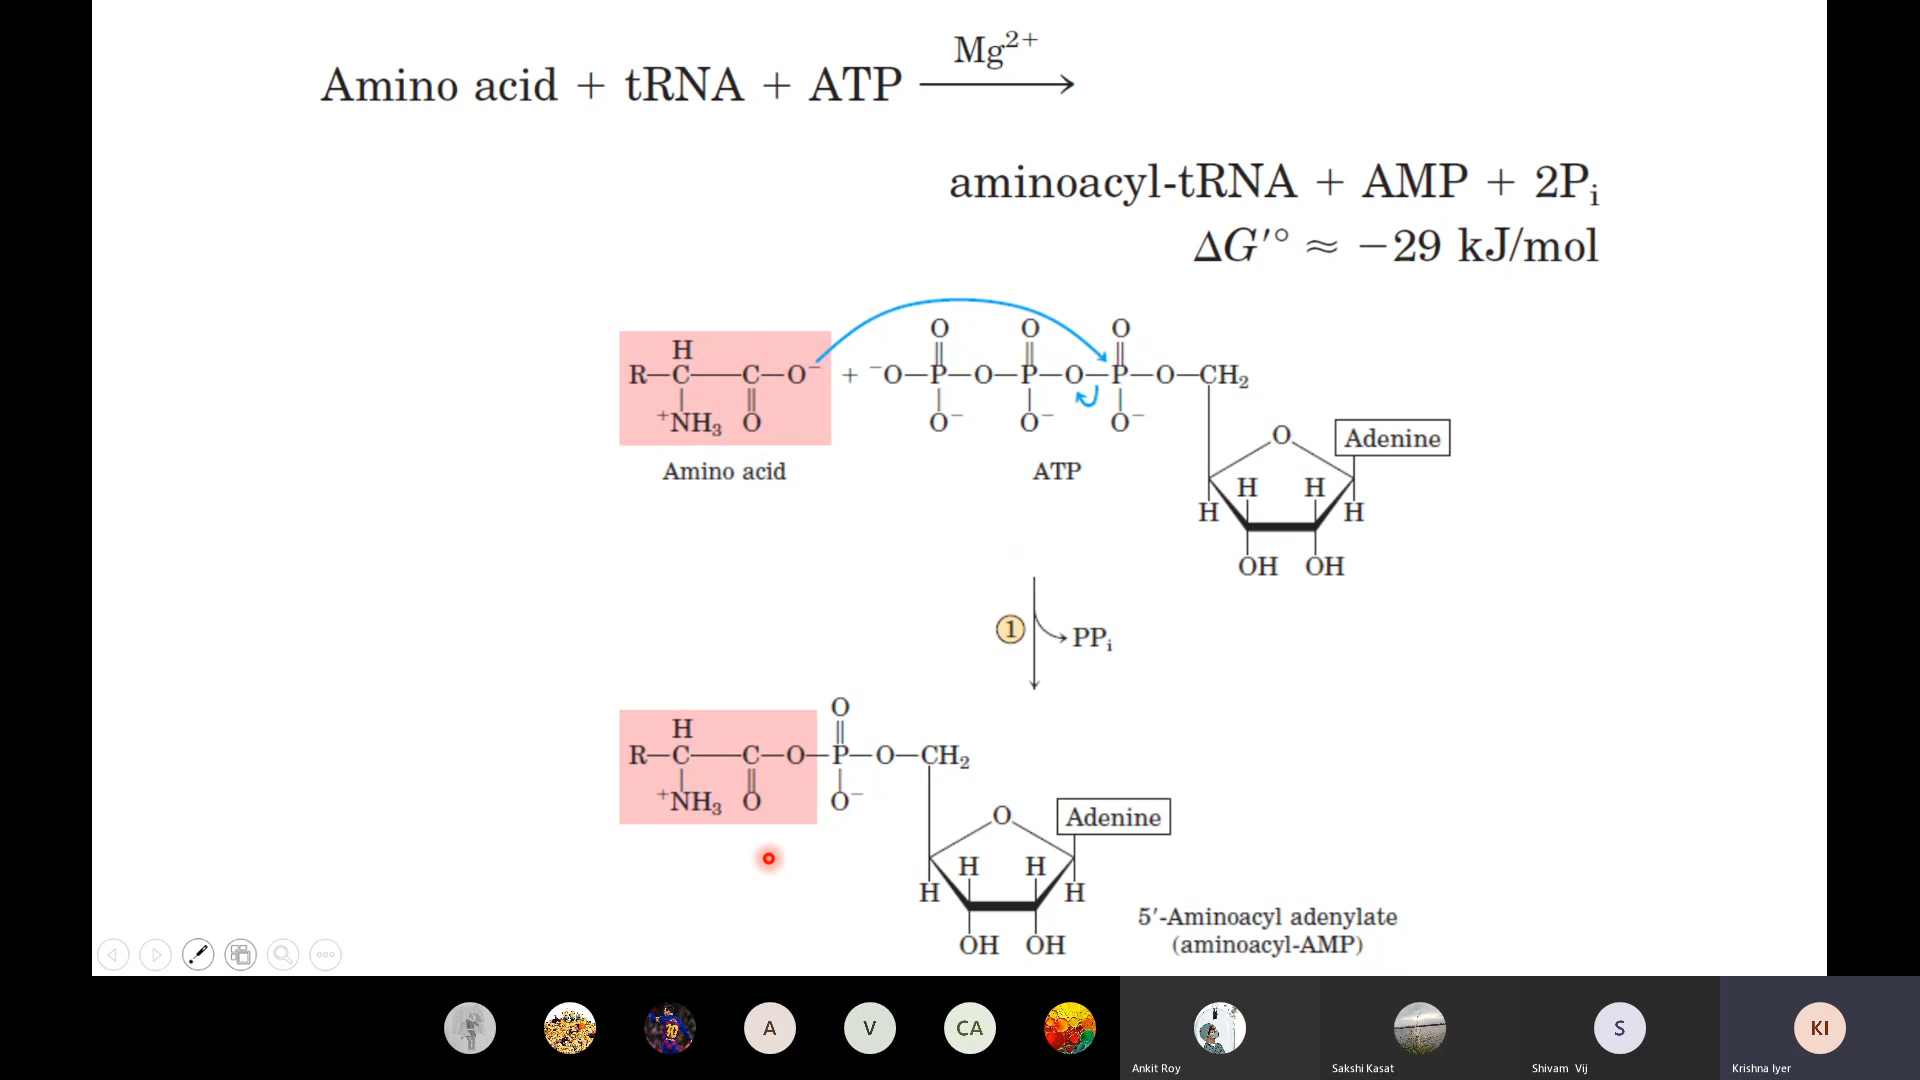 Mg²⁺
Amino acid + tRNA + ATP ⟶
aminoacyl-tRNA + AMP + 2Pᵢ
ΔG′° ≈ −29 kJ/mol
O O O
H
R—C—C—O⁻ + ⁻O—P—O—P—O—P—O—CH₂
⁺NH₃ O O⁻ O⁻ O⁻
O Adenine
Amino acid ATP
H H
H H
OH OH
1 PPᵢ
O
H
R—C—C—O—P—O—CH₂
⁺NH₃ O O⁻
O Adenine
H H
H H
5′-Aminoacyl adenylate
OH OH (aminoacyl-AMP)
10
A V CA S KI
Ankit Roy Sakshi Kasat Shivam Vij Krishna Iyer